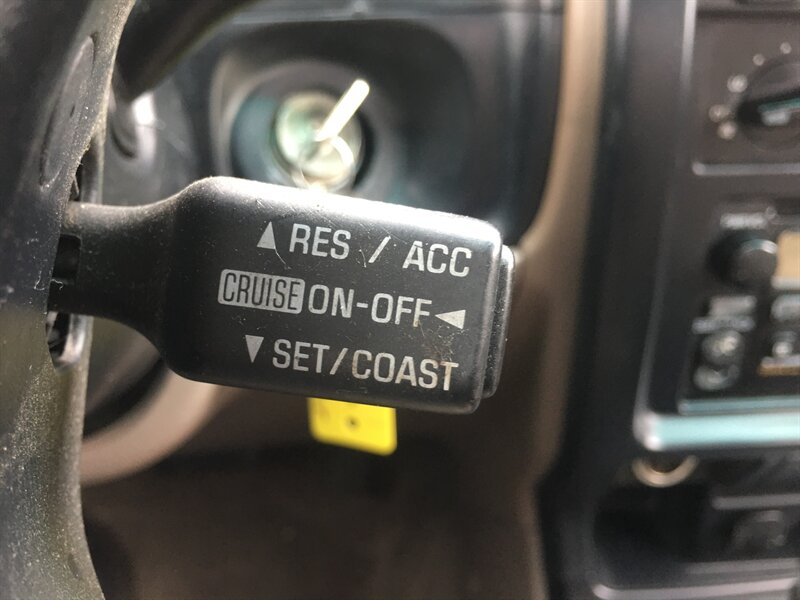 ▲ RES / ACC
CRUISE ON-OFF ◄
▼ SET/COAST